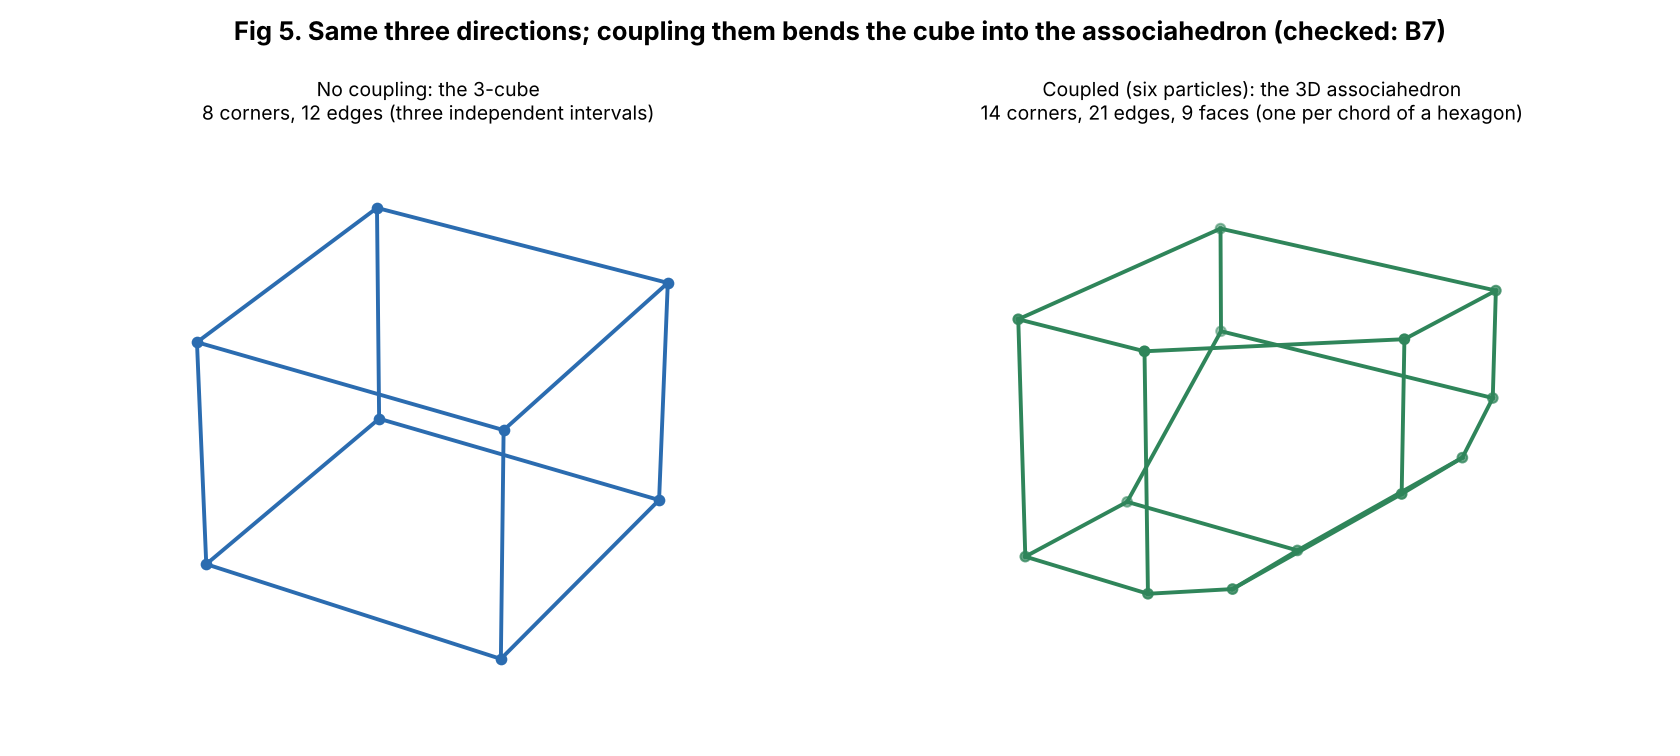 Fig 5. Same three directions; coupling them bends the cube into the associahedron (checked: B7)
No coupling: the 3-cube
8 corners, 12 edges (three independent intervals)
Coupled (six particles): the 3D associahedron
14 corners, 21 edges, 9 faces (one per chord of a hexagon)